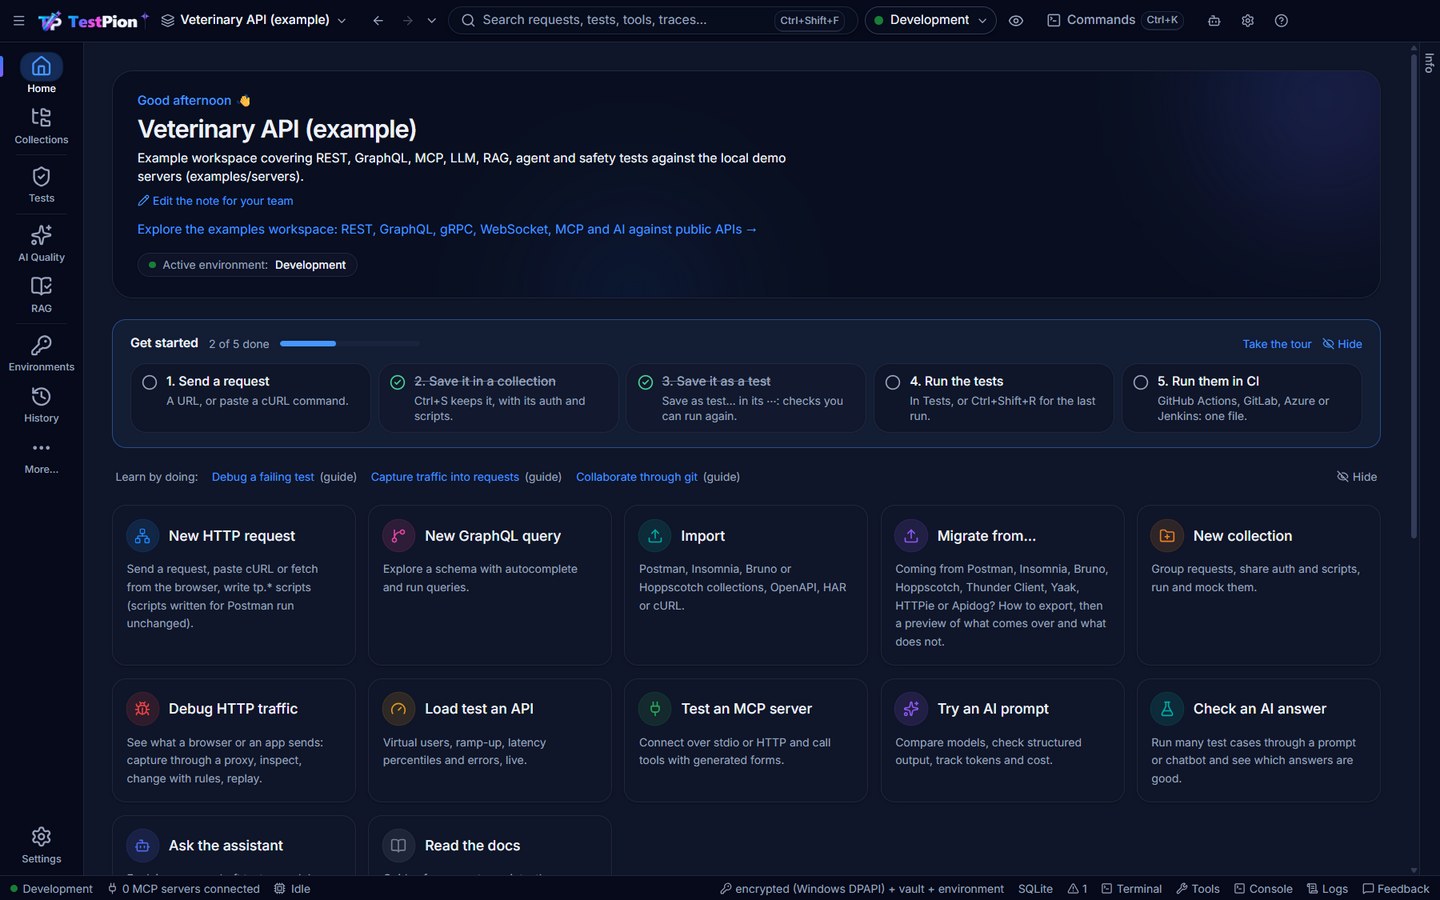 TestPion
Veterinary API (example)
Search requests, tests, tools, traces...
Ctrl+Shift+F
Development
Commands
Ctrl+K
Info
Home
Collections
Tests
AI Quality
RAG
Environments
History
More...
Settings
Good afternoon 👋
Veterinary API (example)
Example workspace covering REST, GraphQL, MCP, LLM, RAG, agent and safety tests against the local demo
servers (examples/servers).
Edit the note for your team
Explore the examples workspace: REST, GraphQL, gRPC, WebSocket, MCP and AI against public APIs →
Active environment: Development
Get started 2 of 5 done
Take the tour
Hide
1. Send a request
A URL, or paste a cURL command.
2. Save it in a collection
Ctrl+S keeps it, with its auth and
scripts.
3. Save it as a test
Save as test... in its ···: checks you
can run again.
4. Run the tests
In Tests, or Ctrl+Shift+R for the last
run.
5. Run them in CI
GitHub Actions, GitLab, Azure or
Jenkins: one file.
Learn by doing: Debug a failing test (guide) Capture traffic into requests (guide) Collaborate through git (guide)
Hide
New HTTP request
Send a request, paste cURL or fetch
from the browser, write tp.* scripts
(scripts written for Postman run
unchanged).
New GraphQL query
Explore a schema with autocomplete
and run queries.
Import
Postman, Insomnia, Bruno or
Hoppscotch collections, OpenAPI, HAR
or cURL.
Migrate from...
Coming from Postman, Insomnia, Bruno,
Hoppscotch, Thunder Client, Yaak,
HTTPie or Apidog? How to export, then
a preview of what comes over and what
does not.
New collection
Group requests, share auth and scripts,
run and mock them.
Debug HTTP traffic
See what a browser or an app sends:
capture through a proxy, inspect,
change with rules, replay.
Load test an API
Virtual users, ramp-up, latency
percentiles and errors, live.
Test an MCP server
Connect over stdio or HTTP and call
tools with generated forms.
Try an AI prompt
Compare models, check structured
output, track tokens and cost.
Check an AI answer
Run many test cases through a prompt
or chatbot and see which answers are
good.
Ask the assistant
Read the docs
Development
0 MCP servers connected
Idle
encrypted (Windows DPAPI) + vault + environment
SQLite
1
Terminal
Tools
Console
Logs
Feedback